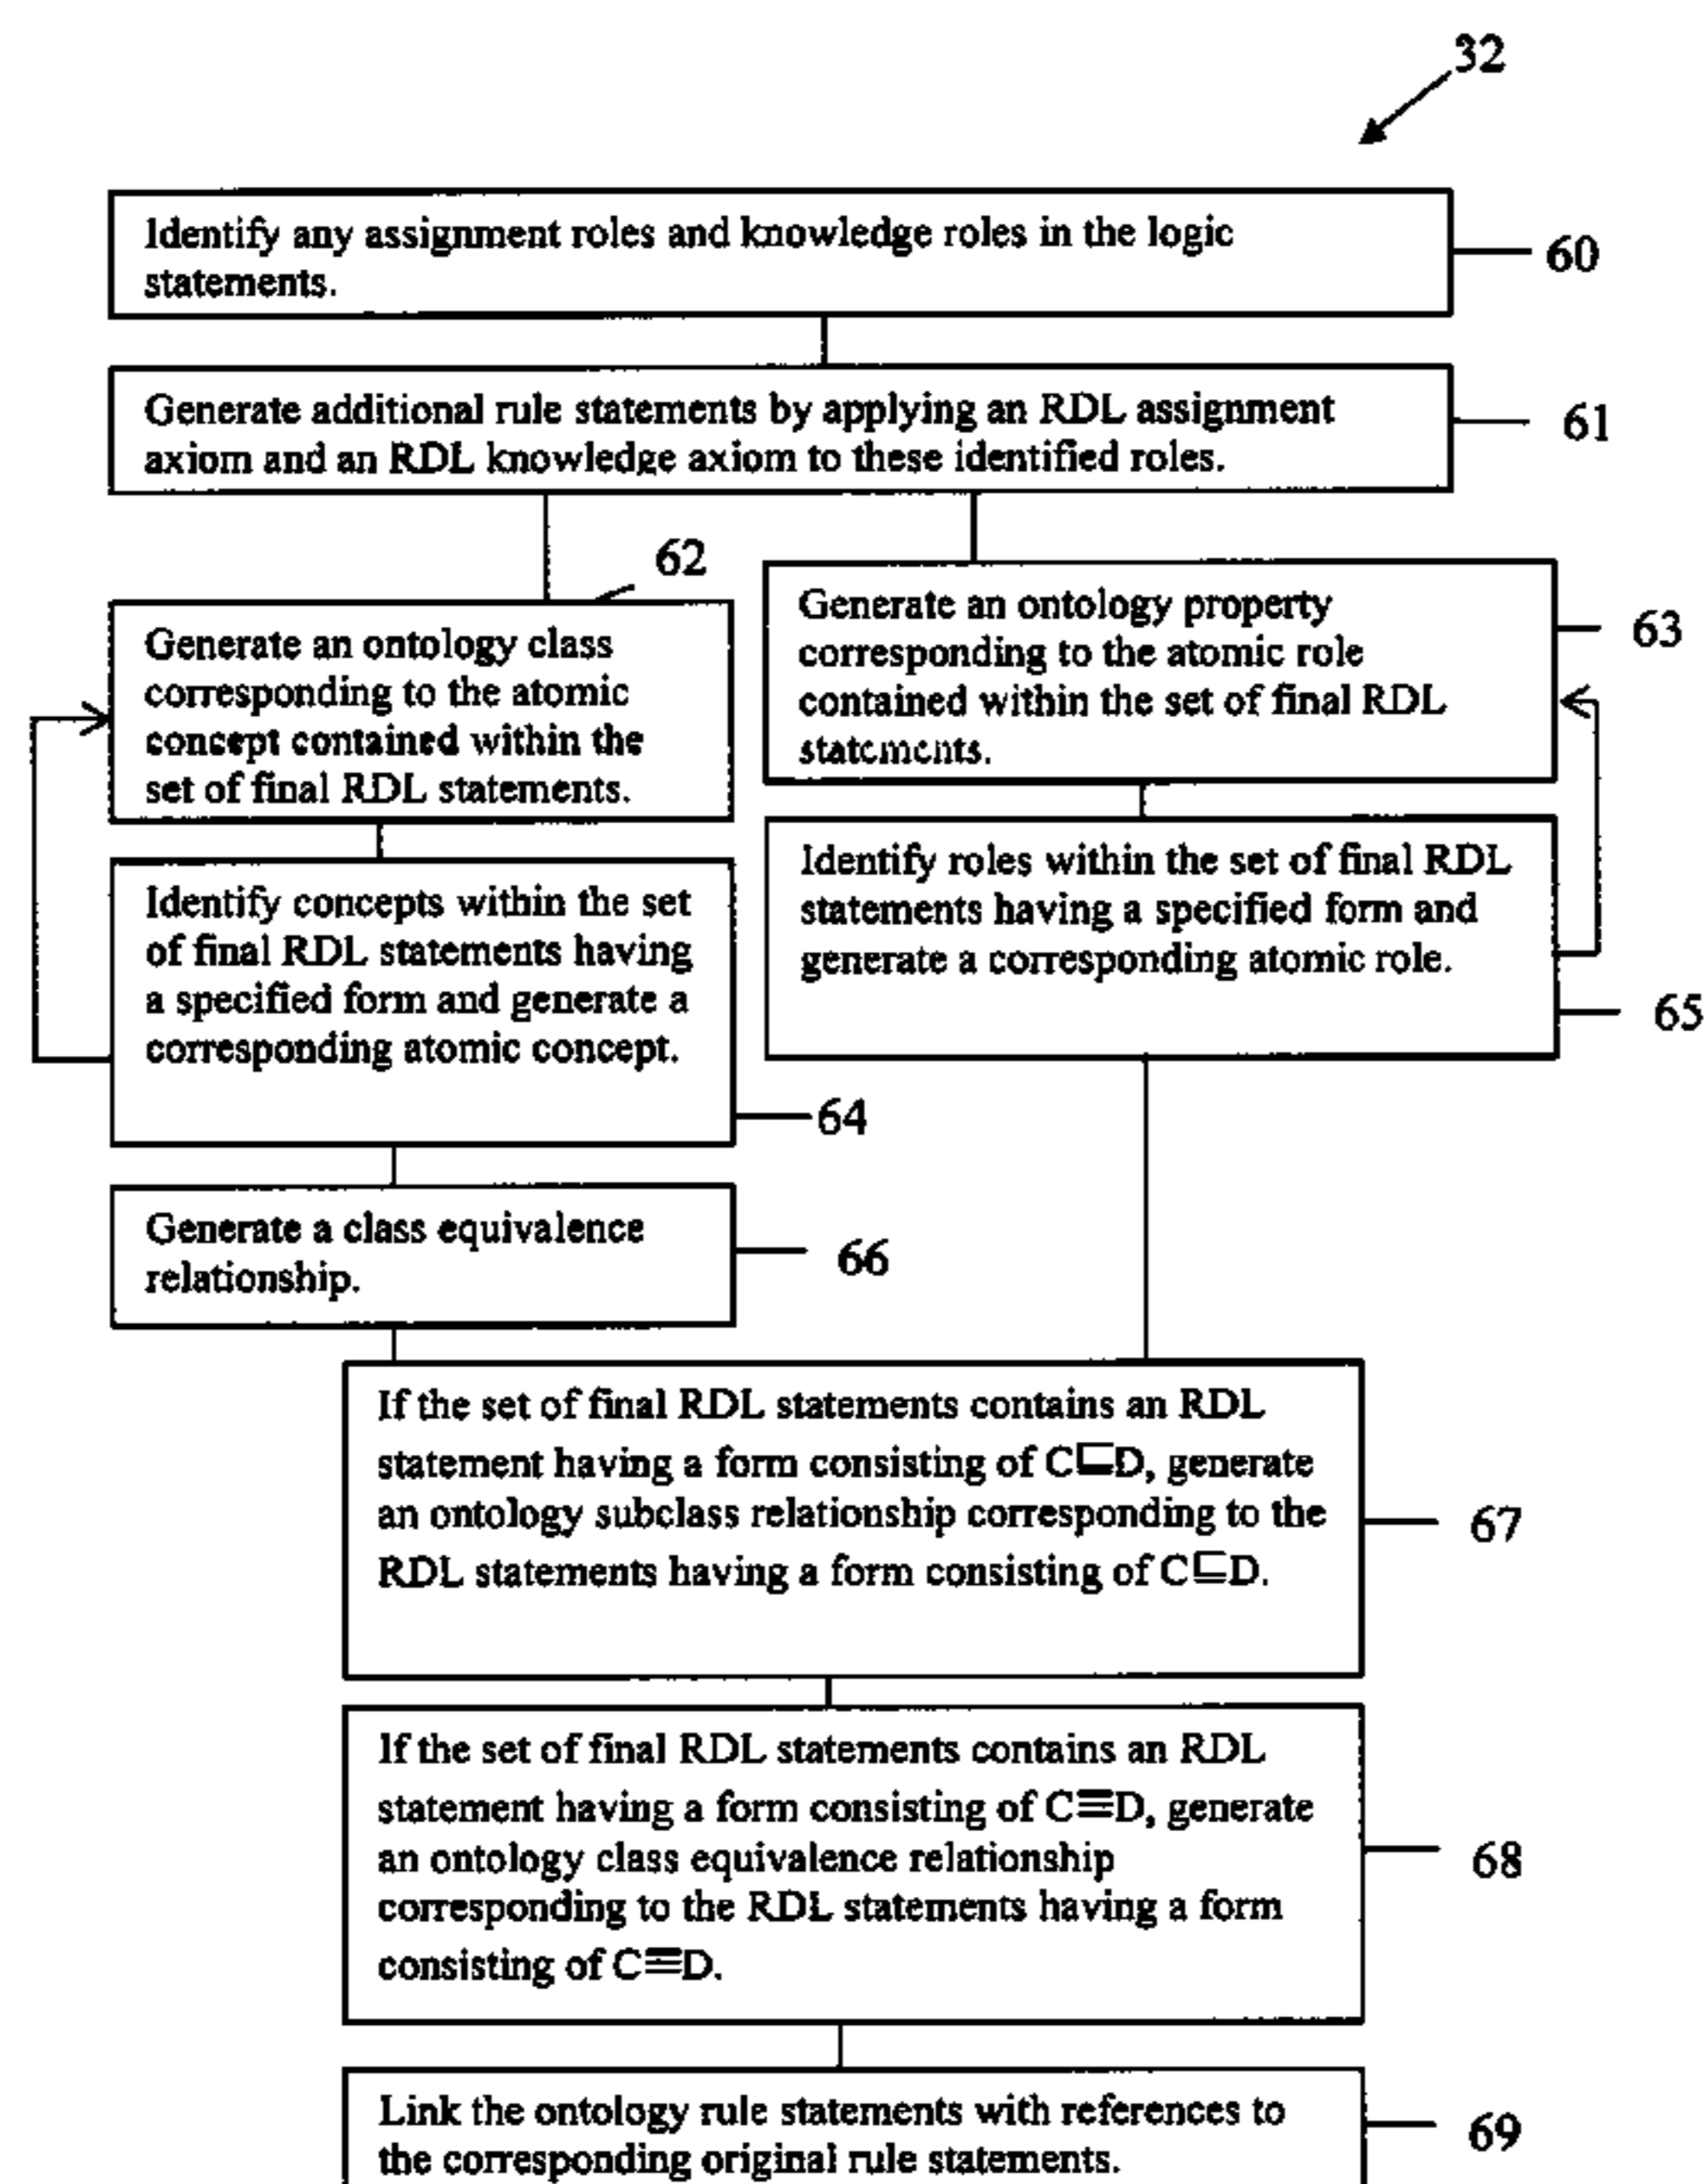 32
Identify any assignment roles and knowledge roles in the logic
statements.
60
Generate additional rule statements by applying an RDL assignment
axiom and an RDL knowledge axiom to these identified roles.
61
62
Generate an ontology class
corresponding to the atomic
concept contained within the
set of final RDL statements.
Generate an ontology property
corresponding to the atomic role
contained within the set of final RDL
statements.
63
Identify concepts within the set
of final RDL statements having
a specified form and generate a
corresponding atomic concept.
64
Identify roles within the set of final RDL
statements having a specified form and
generate a corresponding atomic role.
65
Generate a class equivalence
relationship.
66
If the set of final RDL statements contains an RDL
statement having a form consisting of C⊑D, generate
an ontology subclass relationship corresponding to the
RDL statements having a form consisting of C⊑D.
67
If the set of final RDL statements contains an RDL
statement having a form consisting of C≡D, generate
an ontology class equivalence relationship
corresponding to the RDL statements having a form
consisting of C≡D.
68
Link the ontology rule statements with references to
the corresponding original rule statements.
69